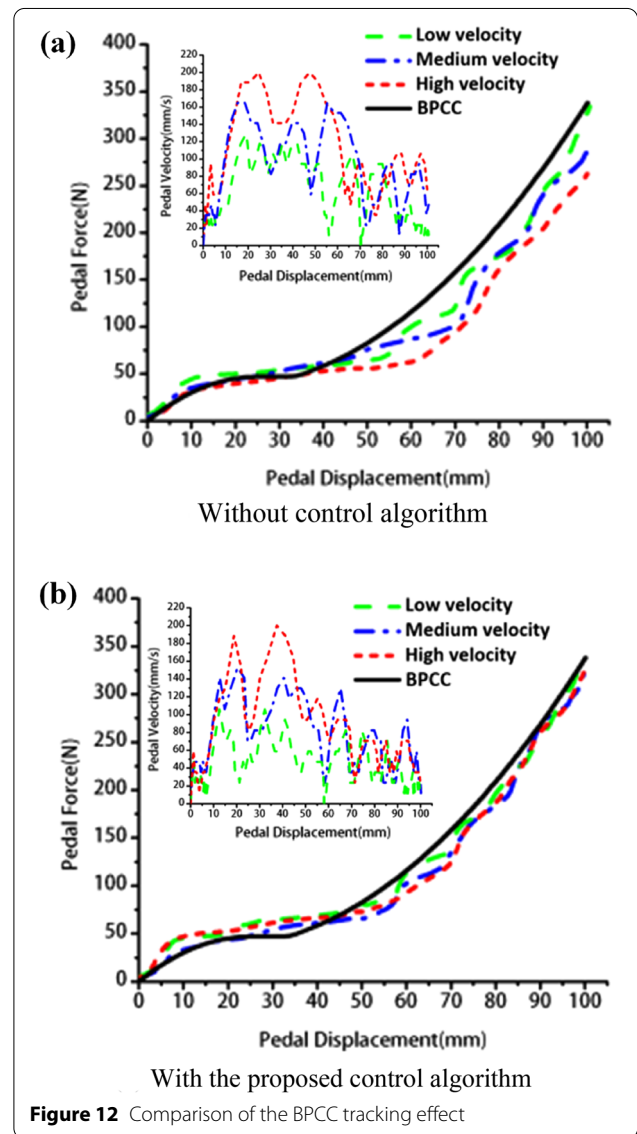 (a)
Low velocity
Medium velocity
High velocity
BPCC
400
350
300
250
200
150
100
50
0
Pedal Force(N)
220
200
180
160
140
120
100
80
60
40
20
0
Pedal Velocity(mm/s)
0 10 20 30 40 50 60 70 80 90 100
Pedal Displacement(mm)
0 10 20 30 40 50 60 70 80 90 100
Pedal Displacement(mm)
Without control algorithm
(b)
Low velocity
Medium velocity
High velocity
BPCC
400
350
300
250
200
150
100
50
0
Pedal Force(N)
220
200
180
160
140
120
100
80
60
40
20
0
Pedal Velocity(mm/s)
0 10 20 30 40 50 60 70 80 90 100
Pedal Displacement(mm)
0 10 20 30 40 50 60 70 80 90 100
Pedal Displacement(mm)
With the proposed control algorithm
Figure 12 Comparison of the BPCC tracking effect